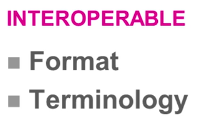 INTEROPERABLE
■ Format
■ Terminology